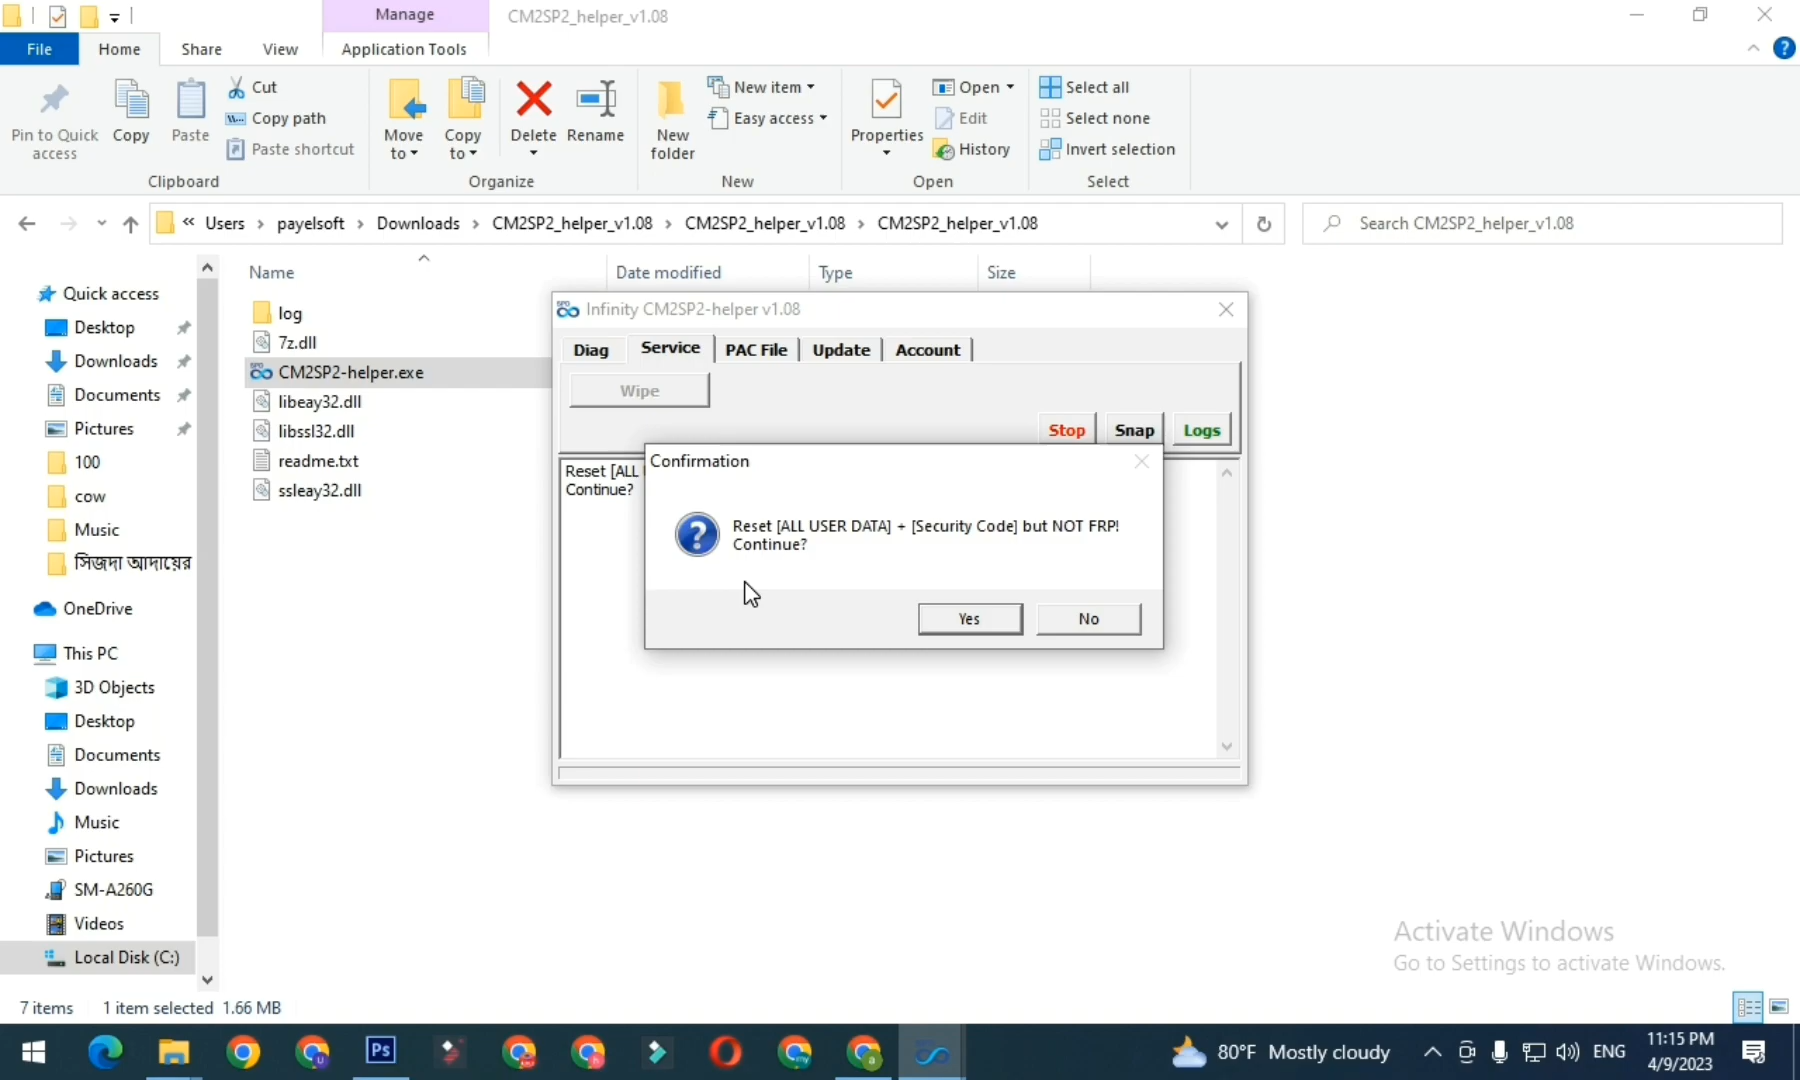 Manage
CM2SP2_helper_v1.08
File
Home
Share
View
Application Tools
Pin to Quick access
Copy
Paste
Cut
Copy path
Paste shortcut
Clipboard
Move to
Copy to
Delete
Rename
Organize
New folder
New item
Easy access
New
Properties
Open
Edit
History
Open
Select all
Select none
Invert selection
Select
« Users > payelsoft > Downloads > CM2SP2_helper_v1.08 > CM2SP2_helper_v1.08 > CM2SP2_helper_v1.08
Search CM2SP2_helper_v1.08
Quick access
Desktop
Downloads
Documents
Pictures
100
cow
Music
সিজদা আদায়ের
OneDrive
This PC
3D Objects
Desktop
Documents
Downloads
Music
Pictures
SM-A260G
Videos
Local Disk (C:)
Name
Date modified
Type
Size
log
7z.dll
CM2SP2-helper.exe
libeay32.dll
libssl32.dll
readme.txt
ssleay32.dll
Infinity CM2SP2-helper v1.08
Diag
Service
PAC File
Update
Account
Wipe
Stop
Snap
Logs
Reset [ALL
Continue?
Confirmation
Reset [ALL USER DATA] + [Security Code] but NOT FRP!
Continue?
Yes
No
Activate Windows
Go to Settings to activate Windows.
7 items
1 item selected 1.66 MB
Ps
80°F Mostly cloudy
ENG
11:15 PM
4/9/2023